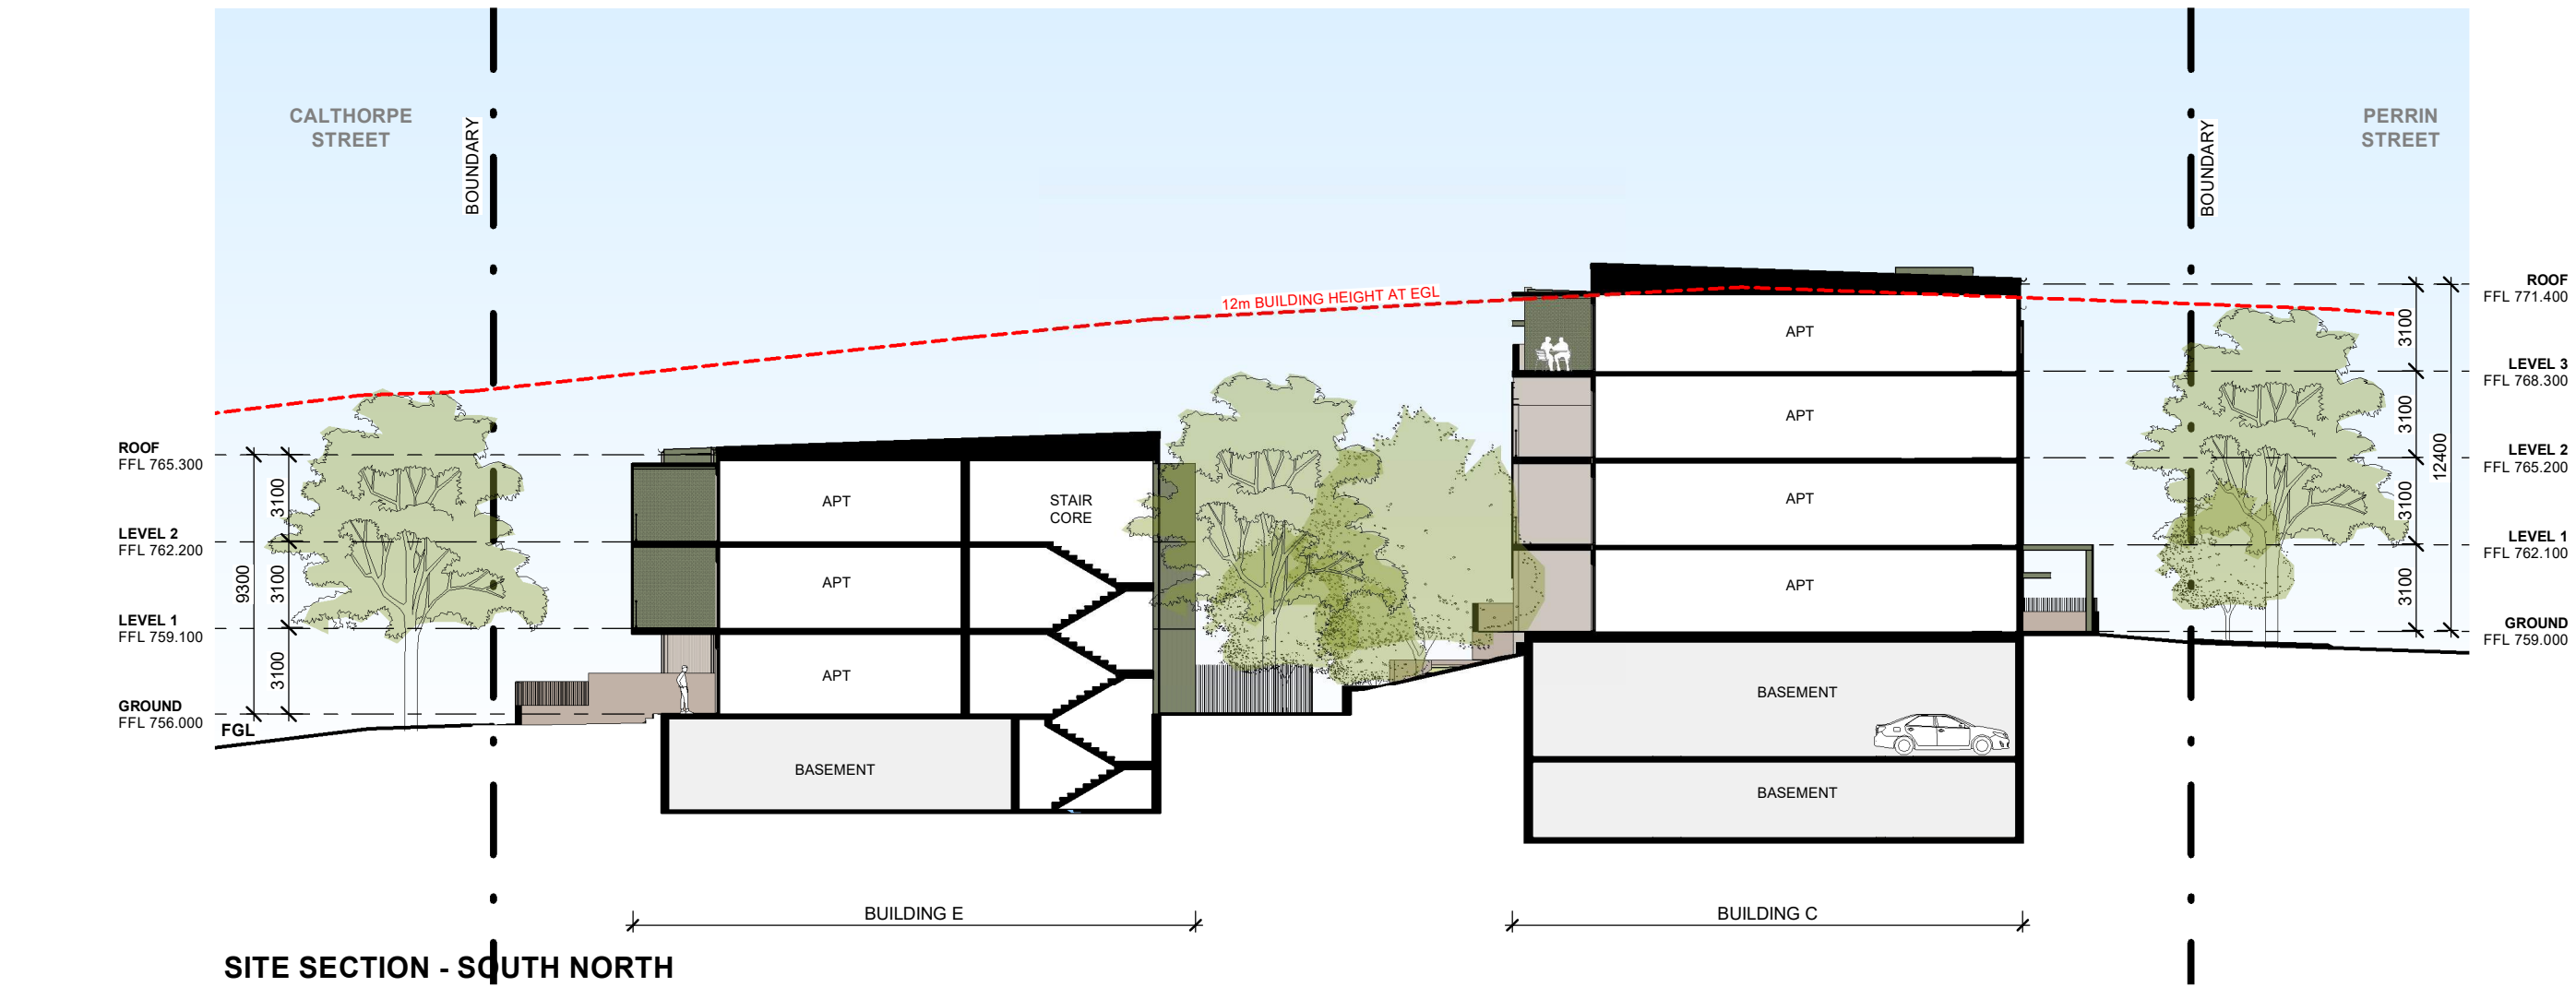 CALTHORPE
STREET
BOUNDARY
BOUNDARY
PERRIN
STREET
12m BUILDING HEIGHT AT EGL
ROOF
FFL 765.300
LEVEL 2
FFL 762.200
LEVEL 1
FFL 759.100
GROUND
FFL 756.000
FGL
9300
3100
3100
3100
APT
APT
APT
STAIR
CORE
BASEMENT
APT
APT
APT
APT
BASEMENT
BASEMENT
3100
3100
3100
3100
12400
ROOF
FFL 771.400
LEVEL 3
FFL 768.300
LEVEL 2
FFL 765.200
LEVEL 1
FFL 762.100
GROUND
FFL 759.000
BUILDING E
BUILDING C
SITE SECTION - SOUTH NORTH